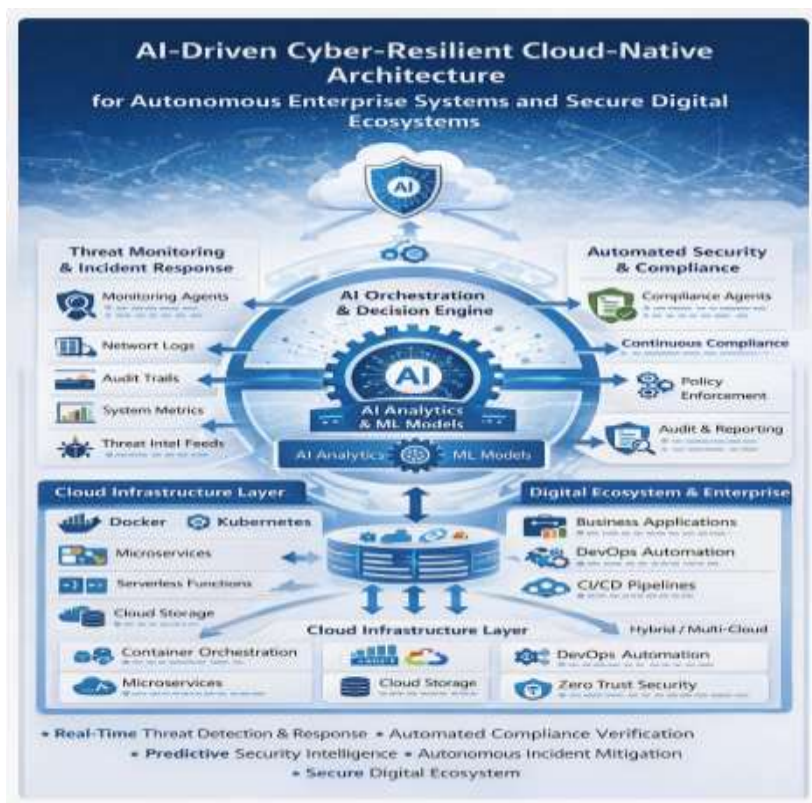 AI-Driven Cyber-Resilient Cloud-Native
Architecture
for Autonomous Enterprise Systems and Secure Digital
Ecosystems
AI
Threat Monitoring
& Incident Response
Monitoring Agents
Networt Logs
Audit Trails
System Metrics
Threat Intel Feeds
AI Orchestration
& Decision Engine
AI
AI Analytics
& ML Models
AI Analytics
ML Models
Automated Security
& Compliance
Compliance Agents
Continuous Compliance
Policy
Enforcement
Audit & Reporting
Cloud Infrastructure Layer
Docker
Kubernetes
Microservices
Serverless Functions
Cloud Storage
Digital Ecosystem & Enterprise
Business Applications
DevOps Automation
CI/CD Pipelines
Cloud Infrastructure Layer
Hybrid / Multi-Cloud
Container Orchestration
DevOps Automation
Microservices
Cloud Storage
Zero Trust Security
• Real-Time Threat Detection & Response • Automated Compliance Verification
• Predictive Security Intelligence • Autonomous Incident Mitigation
• Secure Digital Ecosystem